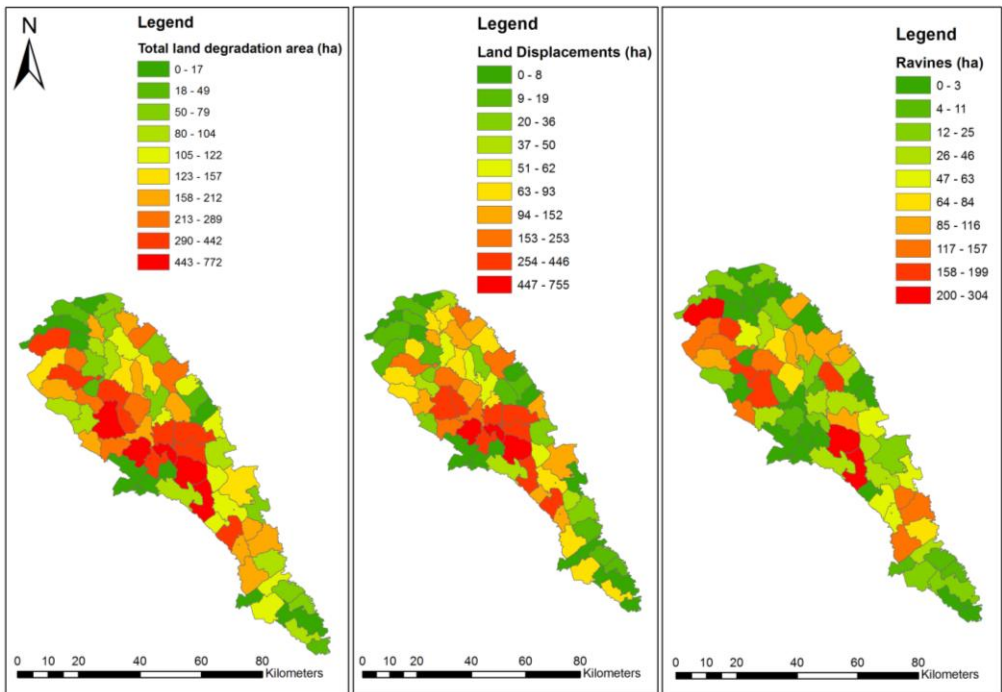 N
Legend
Total land degradation area (ha)
0 - 17
18 - 49
50 - 79
80 - 104
105 - 122
123 - 157
158 - 212
213 - 289
290 - 442
443 - 772
0 10 20 40 60 80
Kilometers
Legend
Land Displacements (ha)
0 - 8
9 - 19
20 - 36
37 - 50
51 - 62
63 - 93
94 - 152
153 - 253
254 - 446
447 - 755
0 10 20 40 60 80
Kilometers
Legend
Ravines (ha)
0 - 3
4 - 11
12 - 25
26 - 46
47 - 63
64 - 84
85 - 116
117 - 157
158 - 199
200 - 304
0 10 20 40 60 80
Kilometers